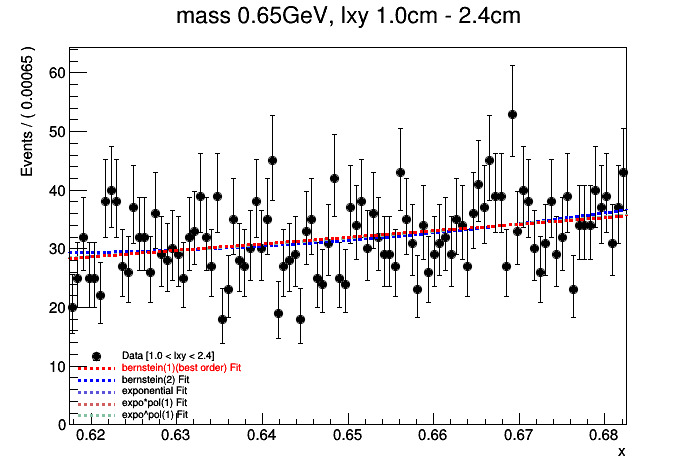 mass 0.65GeV, lxy 1.0cm - 2.4cm
Events / ( 0.00065 )
60
50
40
30
20
10
0
Data [1.0 < lxy < 2.4]
bernstein(1)(best order) Fit
bernstein(2) Fit
exponential Fit
expo*pol(1) Fit
expo^pol(1)Fit
0.62 0.63 0.64 0.65 0.66 0.67 0.68
x